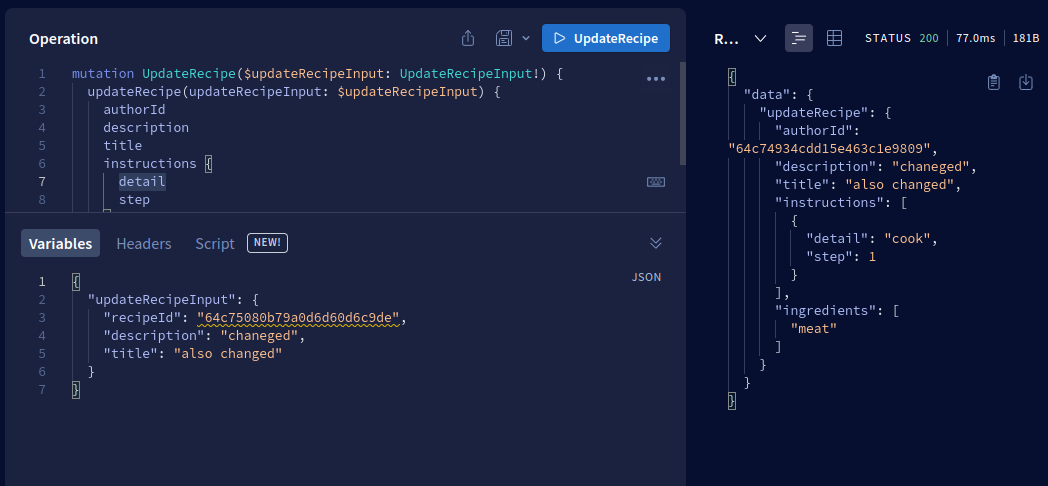 Operation
UpdateRecipe
1 mutation UpdateRecipe($updateRecipeInput: UpdateRecipeInput!) {
2 updateRecipe(updateRecipeInput: $updateRecipeInput) {
3 authorId
4 description
5 title
6 instructions {
7 detail
8 step
Variables Headers Script NEW!
JSON
1 {
2 "updateRecipeInput": {
3 "recipeId": "64c75080b79a0d6d60d6c9de",
4 "description": "chaneged",
5 "title": "also changed"
6 }
7 }
R... STATUS 200 77.0ms 181B
{
"data": {
"updateRecipe": {
"authorId":
"64c74934cdd15e463c1e9809",
"description": "chaneged",
"title": "also changed",
"instructions": [
{
"detail": "cook",
"step": 1
}
],
"ingredients": [
"meat"
]
}
}
}